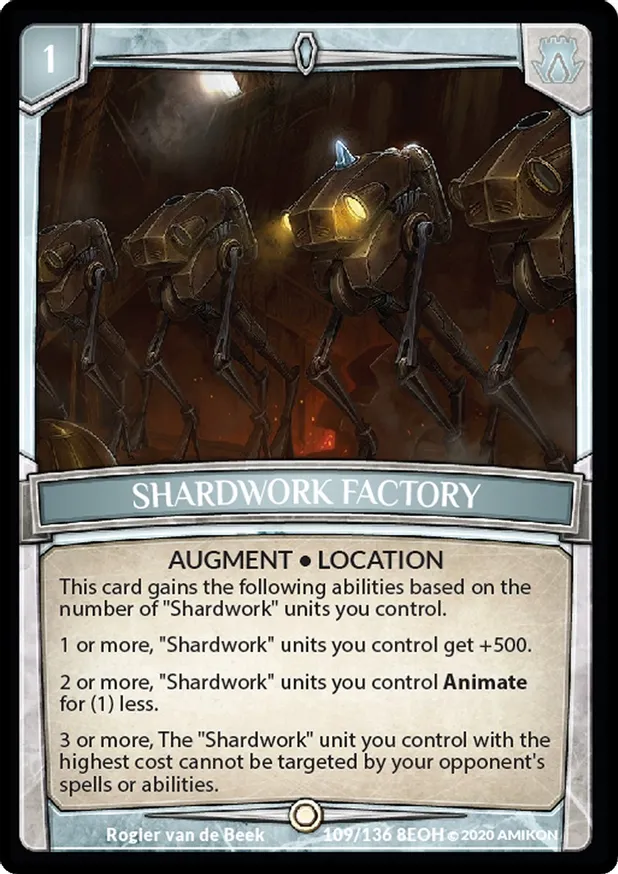 1
SHARDWORK FACTORY
AUGMENT • LOCATION
This card gains the following abilities based on the
number of "Shardwork" units you control.
1 or more, "Shardwork" units you control get +500.
2 or more, "Shardwork" units you control Animate
for (1) less.
3 or more, The "Shardwork" unit you control with the
highest cost cannot be targeted by your opponent's
spells or abilities.
Rogier van de Beek 109/136 8EOH © 2020 AMIKON